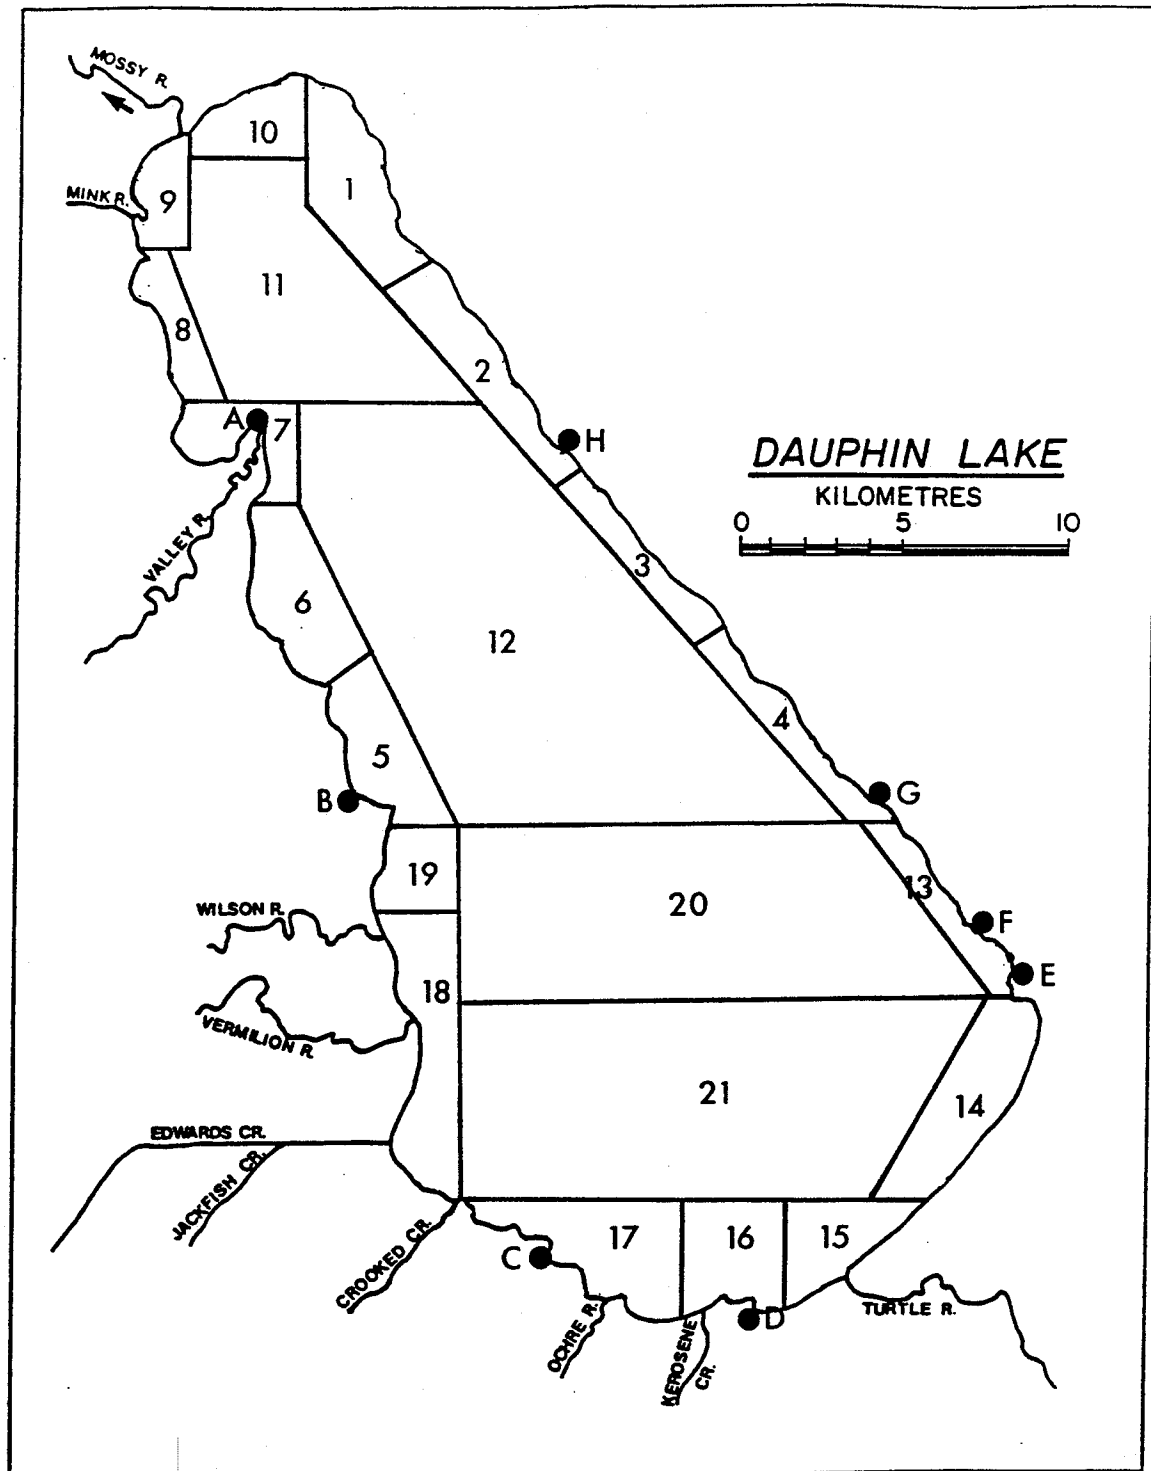 MOSSY R.
10
1
MINK R.
9
11
8
2
A
7
H
DAUPHIN LAKE
KILOMETRES
0 5 10
VALLEY R.
3
6
12
4
5
B
G
19
WILSON R.
20
13
F
18
E
VERMILION R.
21
14
EDWARDS CR.
JACKFISH CR.
CROOKED CR.
17
16
15
C
OCHRE R.
KEROSENE CR.
D
TURTLE R.